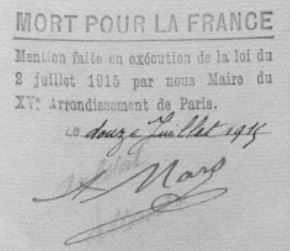 MORT POUR LA FRANCE
Mention faite en exécution de la loi du
2 juillet 1915 par nous Maire du
XVe Arrondissement de Paris.
Le douze Juillet 1915